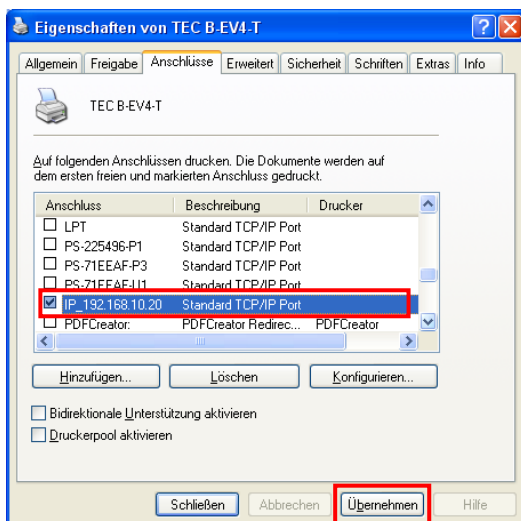 Eigenschaften von TEC B-EV4-T
Allgemein Freigabe Anschlüsse Erweitert Sicherheit Schriften Extras Info
TEC B-EV4-T
Auf folgenden Anschlüssen drucken. Die Dokumente werden auf
dem ersten freien und markierten Anschluss gedruckt.
Anschluss Beschreibung Drucker
LPT Standard TCP/IP Port
PS-225496-P1 Standard TCP/IP Port
PS-71EEAF-P3 Standard TCP/IP Port
PS-71EEAF-U1 Standard TCP/IP Port
IP_192.168.10.20 Standard TCP/IP Port
PDFCreator: PDFCreator Redirec... PDFCreator
Hinzufügen... Löschen Konfigurieren...
Bidirektionale Unterstützung aktivieren
Druckerpool aktivieren
Schließen Abbrechen Übernehmen Hilfe